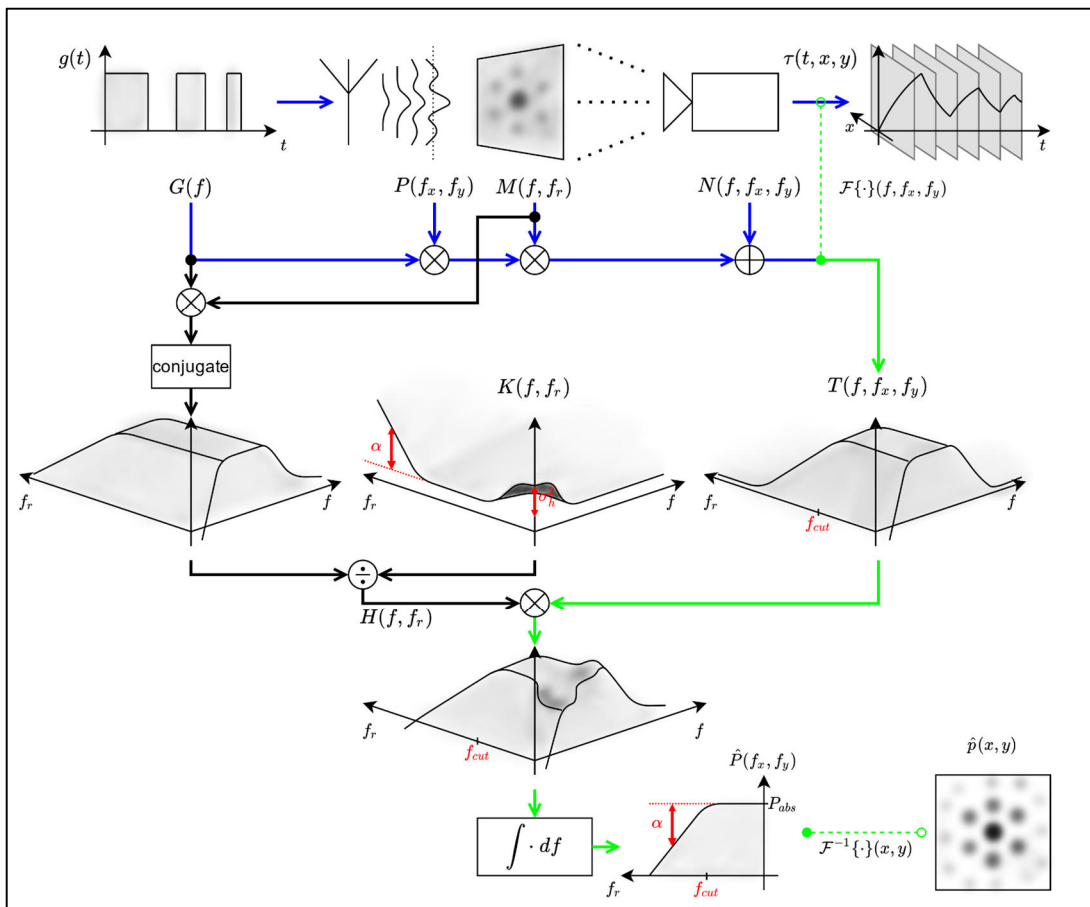 g(t)
t
τ(t, x, y)
x
t
G(f)
P(f_x, f_y)
M(f, f_r)
N(f, f_x, f_y)
ℱ{·}(f, f_x, f_y)
conjugate
K(f, f_r)
T(f, f_x, f_y)
α
f_r
f
f_r
σ_h^2
f
f_r
f_cut
f
÷
H(f, f_r)
f_r
f_cut
f
P̂(f_x, f_y)
p̂(x, y)
P_abs
α
∫ · df
ℱ⁻¹{·}(x, y)
f_r
f_cut